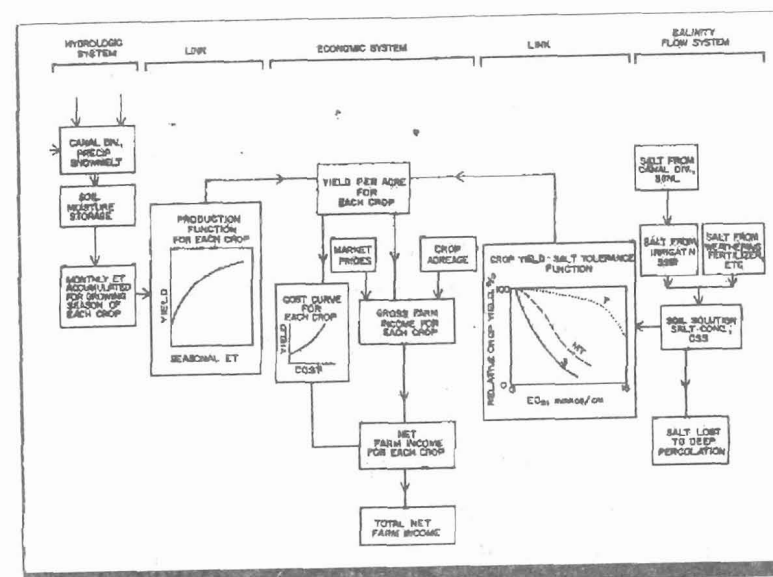 HYDROLOGIC
SYSTEM
LINK
ECONOMIC SYSTEM
LINK
SALINITY
FLOW SYSTEM
CANAL DIV.,
PRECIP
SNOWMELT
SOIL
MOISTURE
STORAGE
MONTHLY ET
ACCUMULATED
FOR GROWING
SEASON OF
EACH CROP
PRODUCTION
FUNCTION
FOR EACH CROP
YIELD
SEASONAL ET
YIELD PER ACRE
FOR
EACH CROP
MARKET
PRICES
CROP
ACREAGE
COST CURVE
FOR
EACH CROP
YIELD
COST
GROSS FARM
INCOME FOR
EACH CROP
NET
FARM INCOME
FOR EACH CROP
TOTAL NET
FARM INCOME
CROP YIELD - SALT TOLERANCE
FUNCTION
RELATIVE CROP YIELD, %
100
T
MT
S
0
0
MMHOS/CM
SALT FROM
CANAL DIV.,
SALT FROM
IRRIGAT'N
SALT FROM
WEATHERING
FERTILIZER,
ETC
SOIL SOLUTION
SALT CONC.,
CSS
SALT LOST
TO DEEP
PERCOLATION